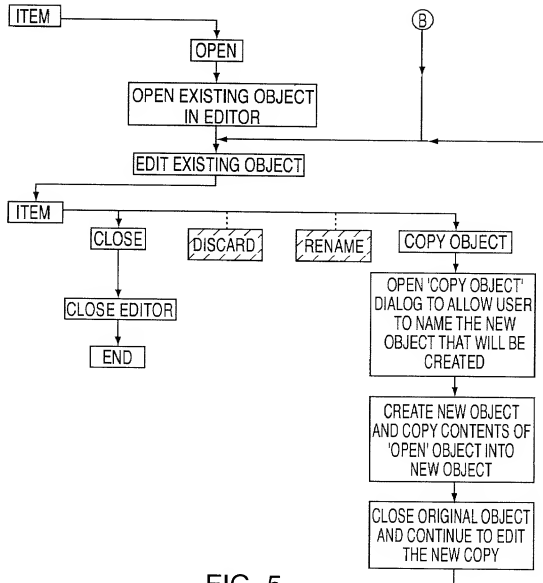 ITEM
B
OPEN
OPEN EXISTING OBJECT
IN EDITOR
EDIT EXISTING OBJECT
ITEM
CLOSE
DISCARD
RENAME
COPY OBJECT
CLOSE EDITOR
END
OPEN 'COPY OBJECT'
DIALOG TO ALLOW USER
TO NAME THE NEW
OBJECT THAT WILL BE
CREATED
CREATE NEW OBJECT
AND COPY CONTENTS OF
'OPEN' OBJECT INTO
NEW OBJECT
CLOSE ORIGINAL OBJECT
AND CONTINUE TO EDIT
THE NEW COPY
FIG. 5